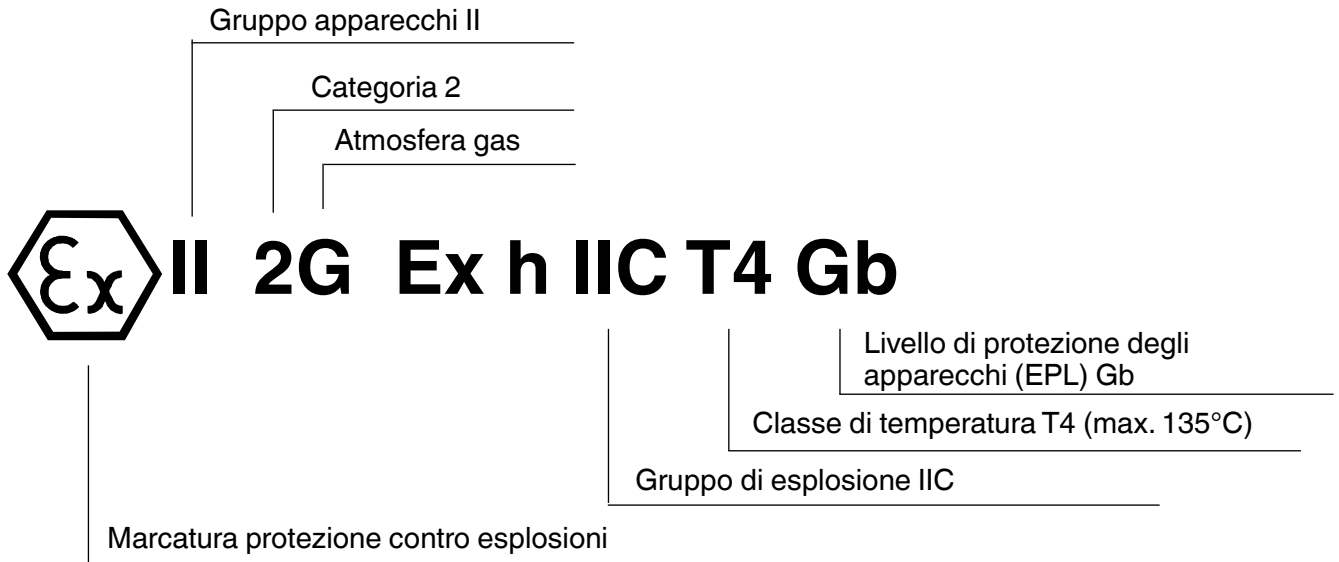 Gruppo apparecchi II
Categoria 2
Atmosfera gas
Ex II 2G Ex h IIC T4 Gb
Livello di protezione degli
apparecchi (EPL) Gb
Classe di temperatura T4 (max. 135°C)
Gruppo di esplosione IIC
Marcatura protezione contro esplosioni